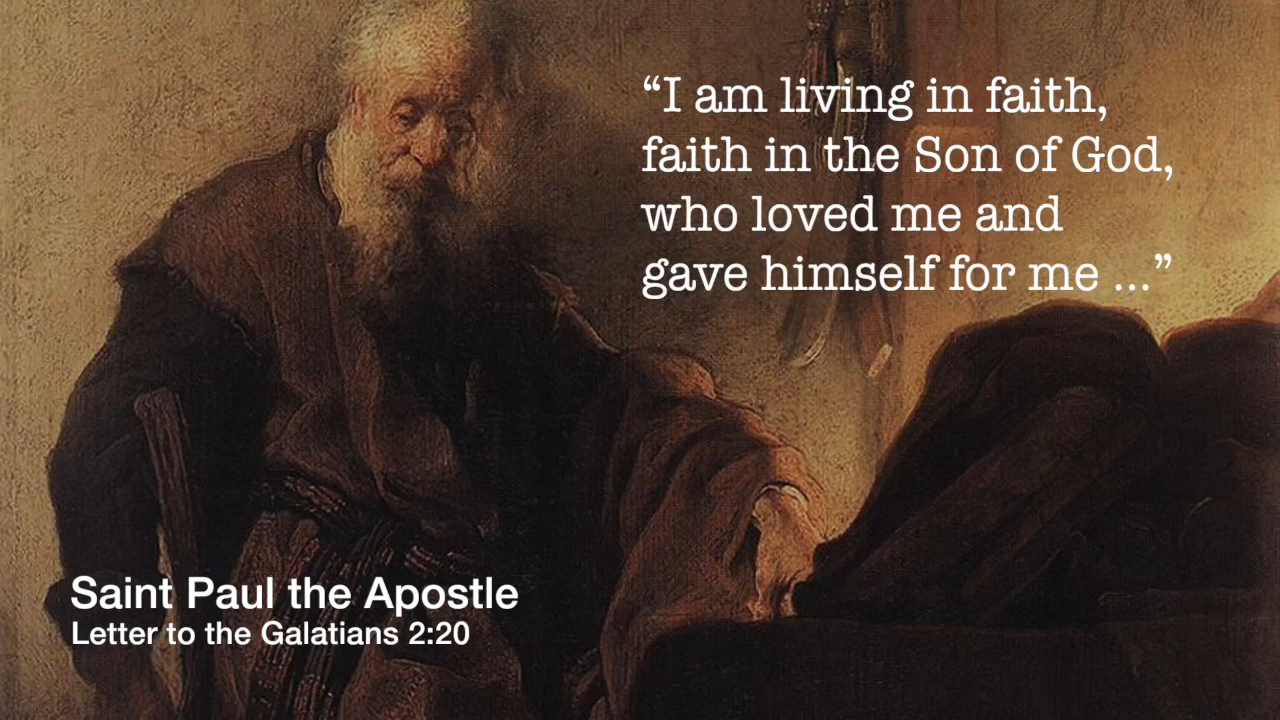 “I am living in faith,
faith in the Son of God,
who loved me and
gave himself for me ...”
Saint Paul the Apostle
Letter to the Galatians 2:20